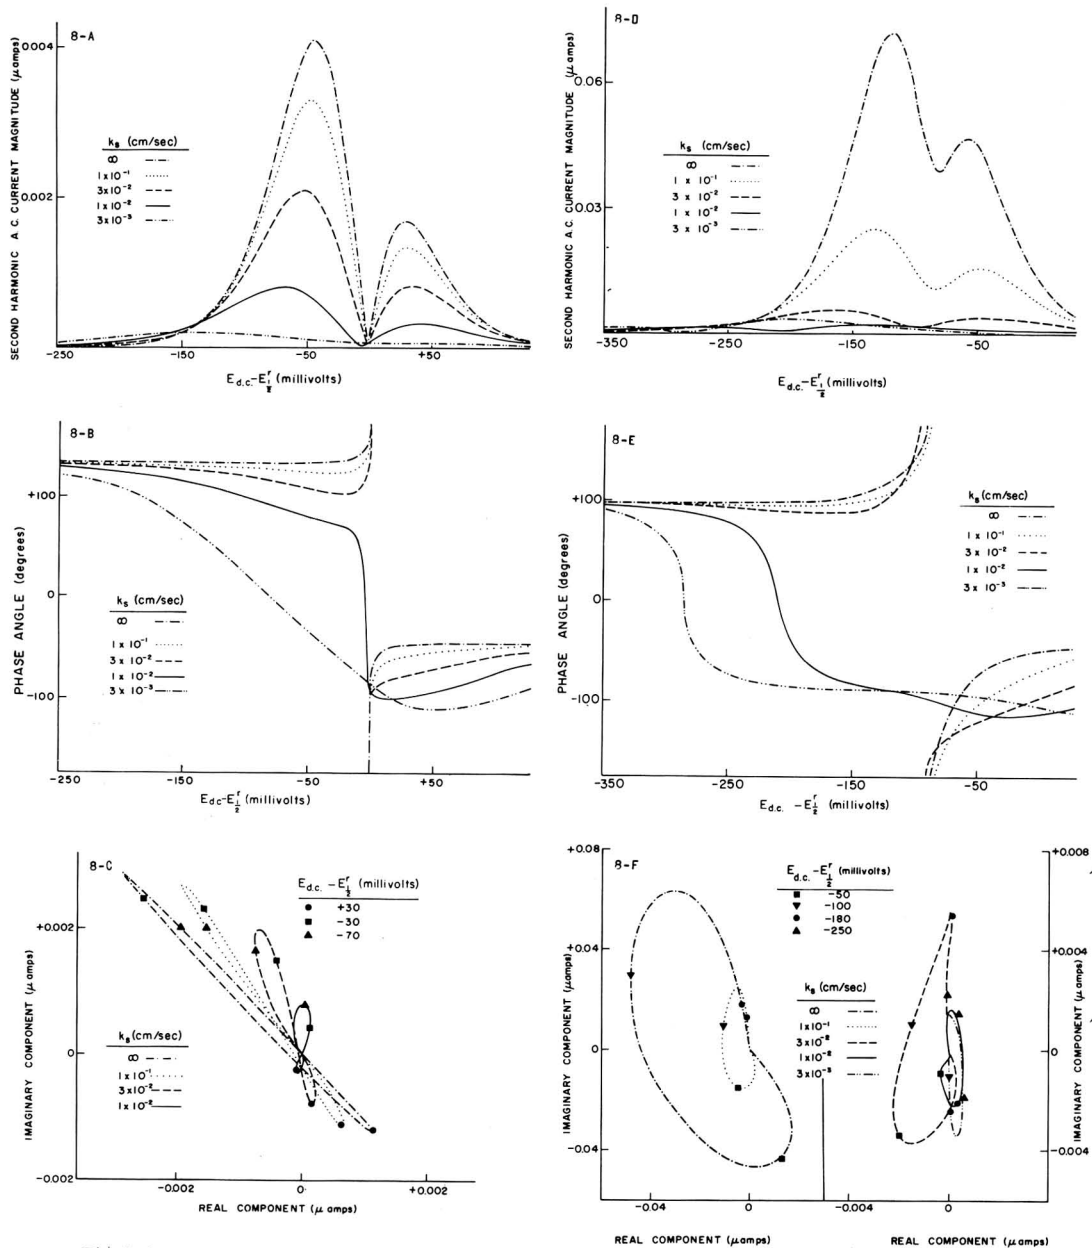 8-A
SECOND HARMONIC A.C. CURRENT MAGNITUDE (μamps)
0.004
0.002
ks (cm/sec)
∞
1 x 10⁻¹
3 x 10⁻²
1 x 10⁻²
3 x 10⁻³
-250
-150
-50
+50
Ed.c.-Eʳ½ (millivolts)
8-D
SECOND HARMONIC A.C. CURRENT MAGNITUDE (μamps)
0.06
0.03
ks (cm/sec)
∞
1 x 10⁻¹
3 x 10⁻²
1 x 10⁻²
3 x 10⁻³
-350
-250
-150
-50
Ed.c.-Eʳ½ (millivolts)
8-B
PHASE ANGLE (degrees)
+100
0
-100
ks (cm/sec)
∞
1 x 10⁻¹
3 x 10⁻²
1 x 10⁻²
3 x 10⁻³
-250
-150
-50
+50
Ed.c-Eʳ½ (millivolts)
8-E
PHASE ANGLE (degrees)
+100
0
-100
ks (cm/sec)
∞
1 x 10⁻¹
3 x 10⁻²
1 x 10⁻²
3 x 10⁻³
-350
-250
-150
-50
Ed.c. -Eʳ½ (millivolts)
8-C
IMAGINARY COMPONENT (μamps)
+0.002
0
-0.002
Ed.c. -Eʳ½ (millivolts)
+30
-30
-70
ks (cm/sec)
∞
1 x 10⁻¹
3 x 10⁻²
1 x 10⁻²
-0.002
0
+0.002
REAL COMPONENT (μamps)
8-F
IMAGINARY COMPONENT (μamps)
+0.08
+0.04
0
-0.04
Ed.c. -Eʳ½ (millivolts)
-50
-100
-180
-250
ks (cm/sec)
∞
1 x 10⁻¹
3 x 10⁻²
1 x 10⁻²
3 x 10⁻³
-0.04
0
REAL COMPONENT (μamps)
+0.008
+0.004
0
-0.004
IMAGINARY COMPONENT (μamps)
-0.004
0
REAL COMPONENT (μamps)